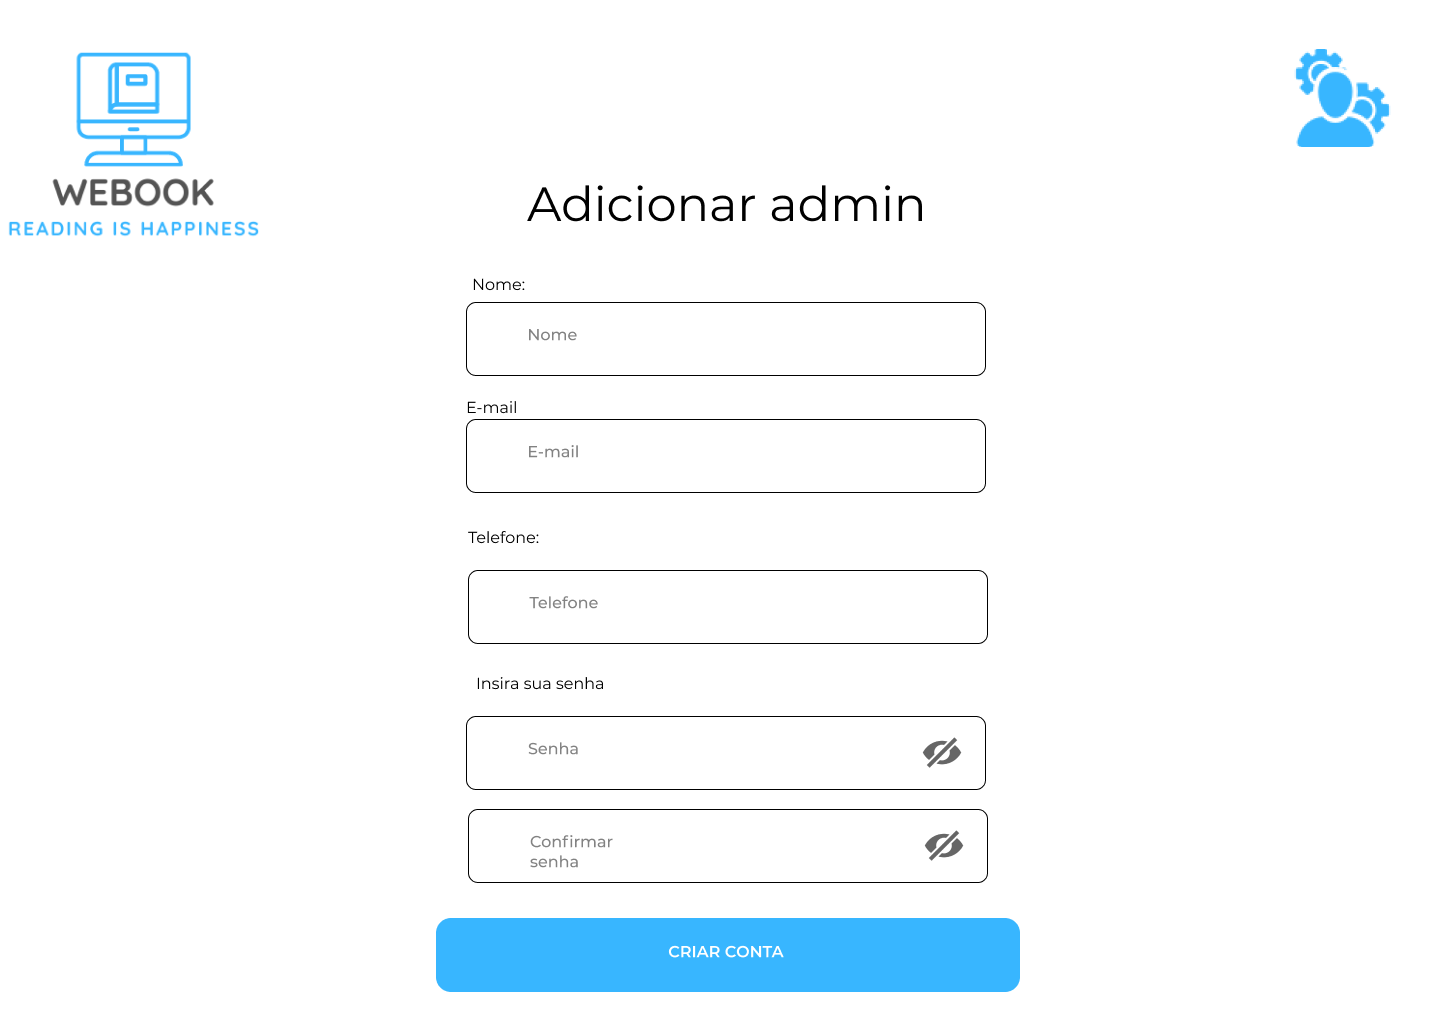 WEBOOK
READING IS HAPPINESS
Adicionar admin
Nome:
Nome
E-mail
E-mail
Telefone:
Telefone
Insira sua senha
Senha
Confirmar
senha
CRIAR CONTA